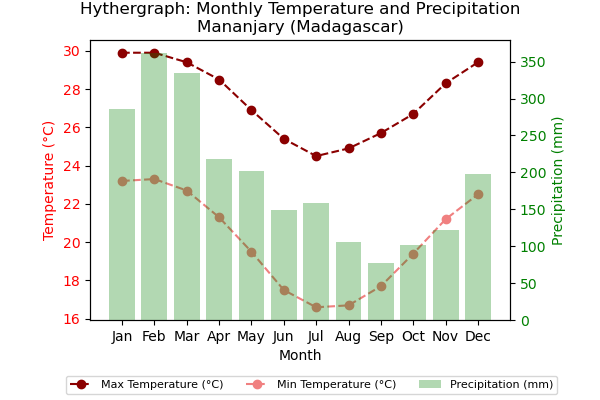 Hythergraph: Monthly Temperature and Precipitation
Mananjary (Madagascar)
30
28
26
24
22
20
18
16
Temperature (°C)
350
300
250
200
150
100
50
0
Precipitation (mm)
Jan Feb Mar Apr May Jun Jul Aug Sep Oct Nov Dec
Month
Max Temperature (°C) Min Temperature (°C) Precipitation (mm)